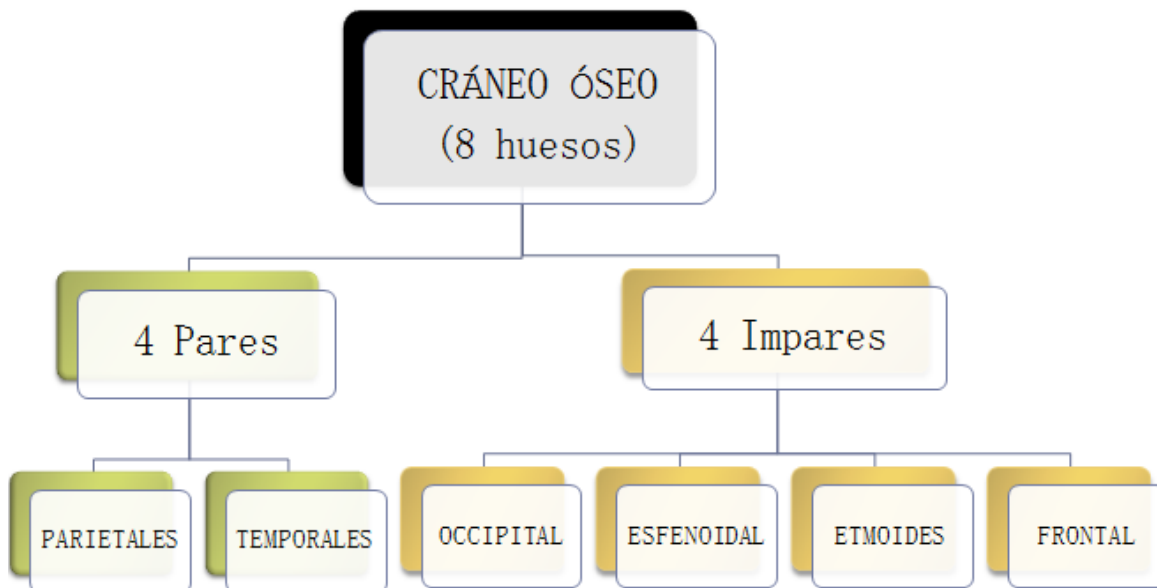 CRÁNEO ÓSEO
(8 huesos)
4 Pares
4 Impares
PARIETALES
TEMPORALES
OCCIPITAL
ESFENOIDAL
ETMOIDES
FRONTAL